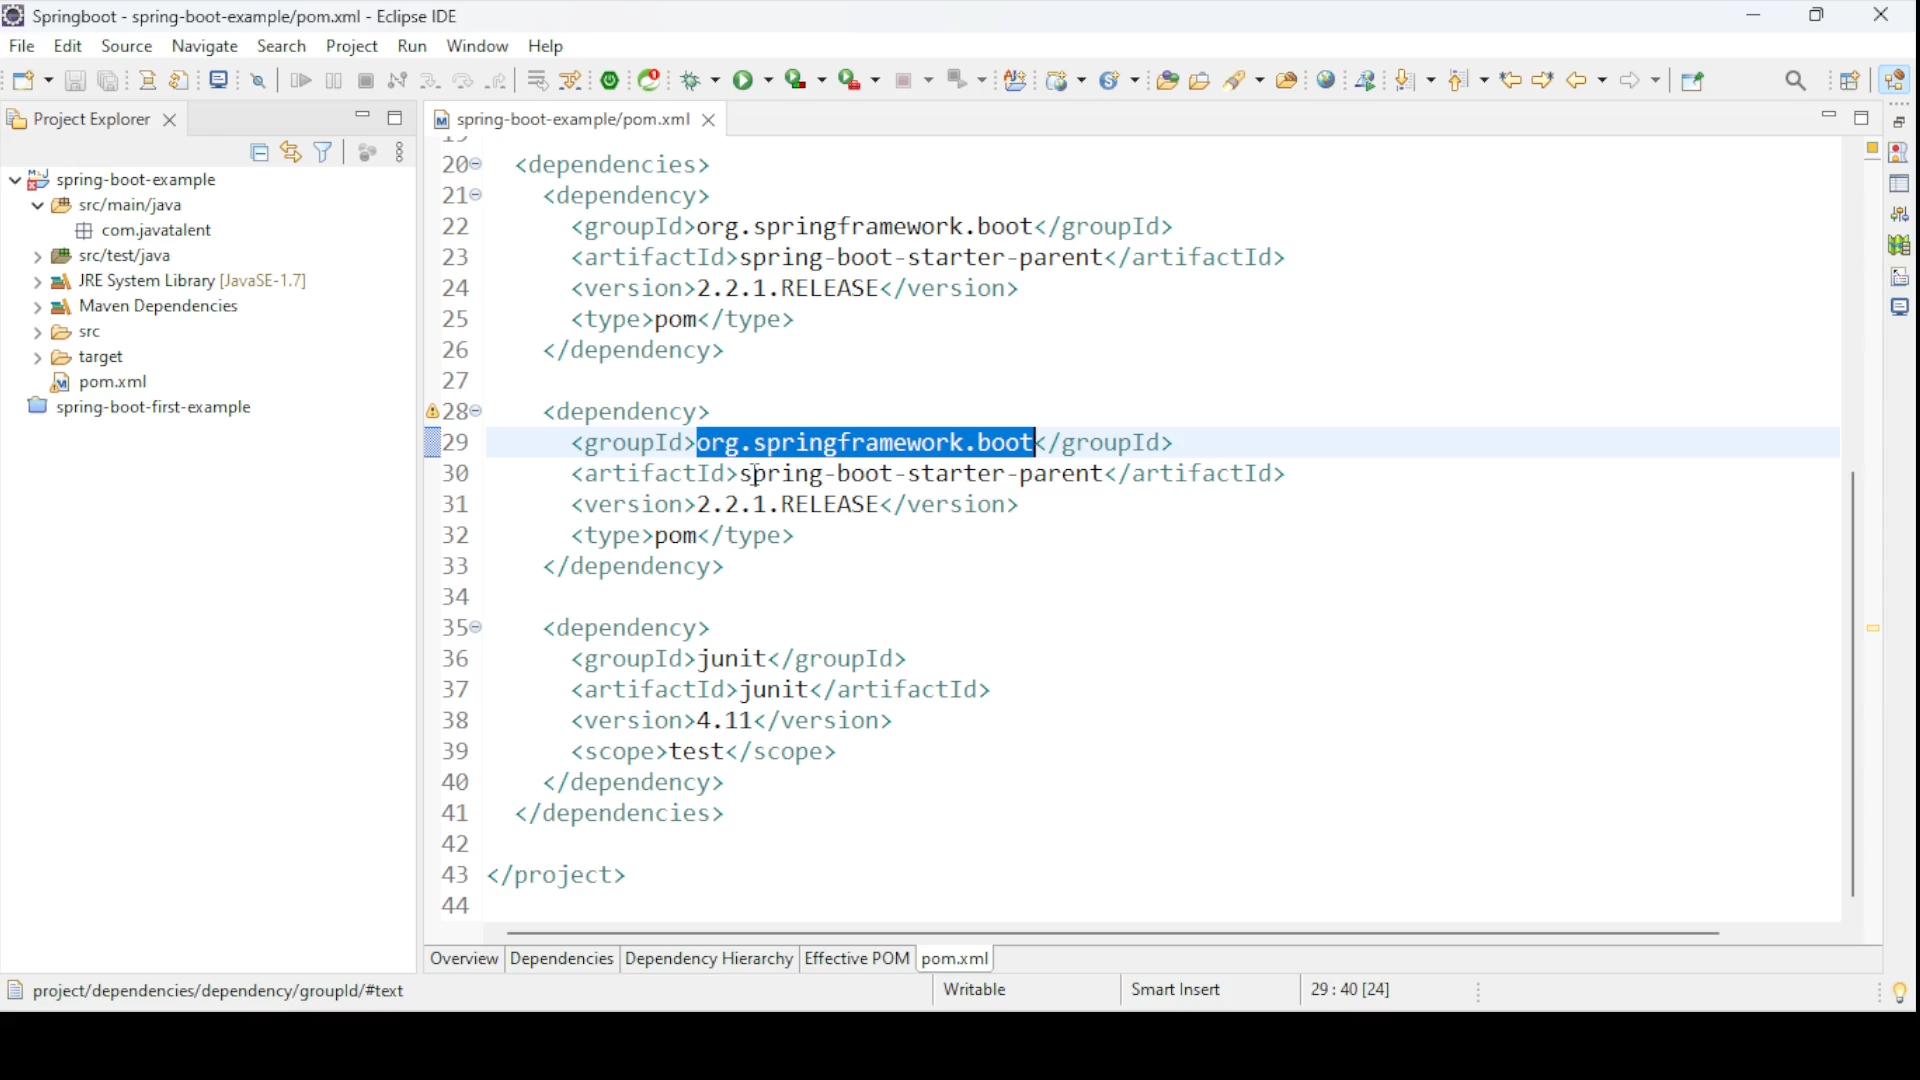 Springboot - spring-boot-example/pom.xml - Eclipse IDE
File Edit Source Navigate Search Project Run Window Help
Project Explorer
spring-boot-example
src/main/java
com.javatalent
src/test/java
JRE System Library [JavaSE-1.7]
Maven Dependencies
src
target
pom.xml
spring-boot-first-example
spring-boot-example/pom.xml
20 <dependencies>
21 <dependency>
22 <groupId>org.springframework.boot</groupId>
23 <artifactId>spring-boot-starter-parent</artifactId>
24 <version>2.2.1.RELEASE</version>
25 <type>pom</type>
26 </dependency>
27
28 <dependency>
29 <groupId>org.springframework.boot</groupId>
30 <artifactId>spring-boot-starter-parent</artifactId>
31 <version>2.2.1.RELEASE</version>
32 <type>pom</type>
33 </dependency>
34
35 <dependency>
36 <groupId>junit</groupId>
37 <artifactId>junit</artifactId>
38 <version>4.11</version>
39 <scope>test</scope>
40 </dependency>
41 </dependencies>
42
43 </project>
44
Overview Dependencies Dependency Hierarchy Effective POM pom.xml
project/dependencies/dependency/groupId/#text Writable Smart Insert 29 : 40 [24]